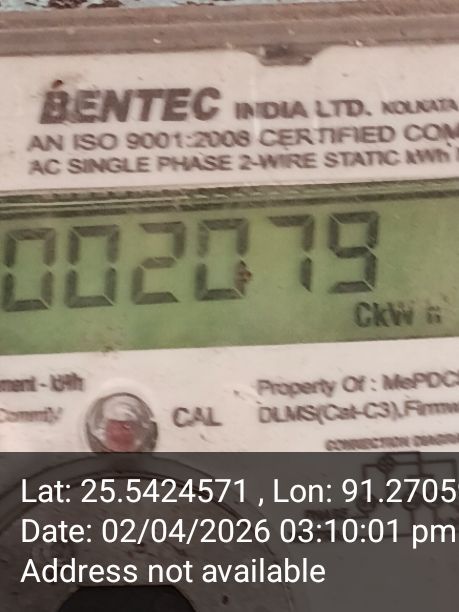 BENTEC INDIA LTD. KOLKATA
AN ISO 9001:2008 CERTIFIED COM
AC SINGLE PHASE 2-WIRE STATIC kWh
002079
CkW
ment - kWh
Property Of : MePDC
CAL
DLMS(Cat-C3),Firmw
CONNECTION DIAGRA
Lat: 25.5424571 , Lon: 91.2705
Date: 02/04/2026 03:10:01 pm
Address not available